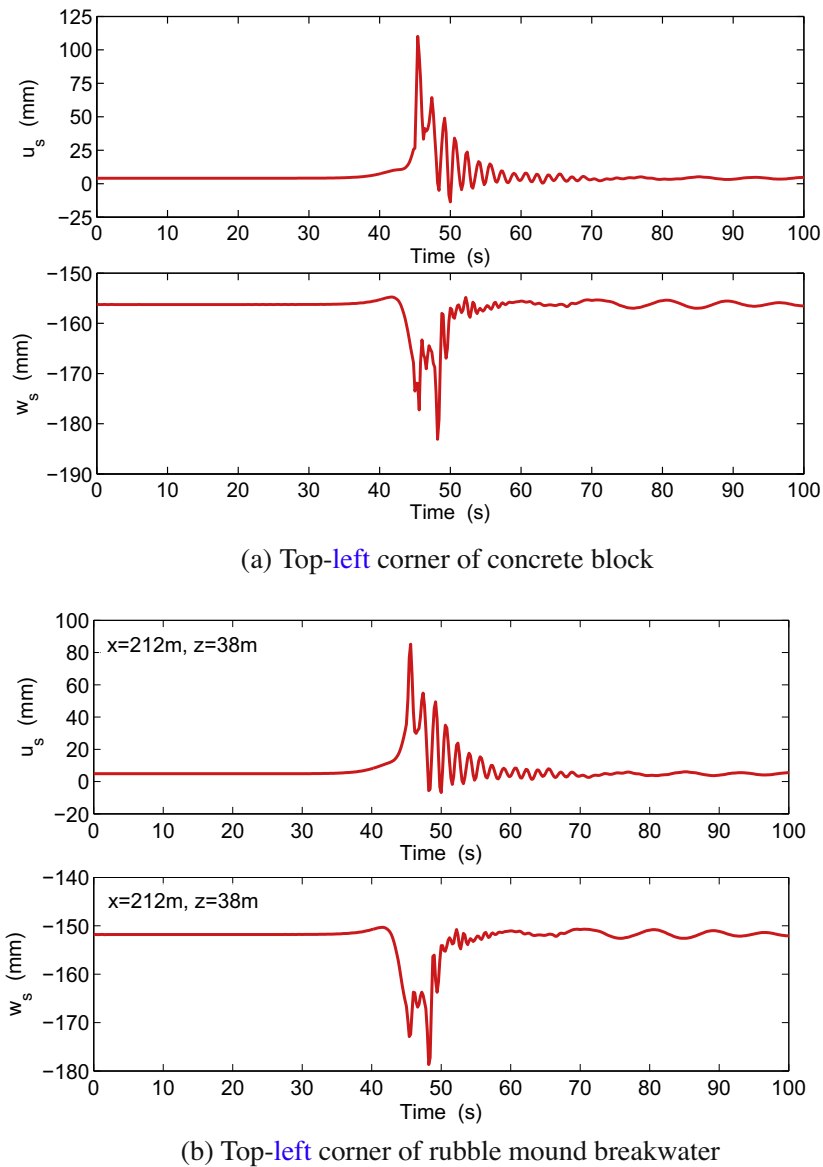 125
100
75
50
25
0
−25
u_s (mm)
0 10 20 30 40 50 60 70 80 90 100
Time (s)
−150
−160
−170
−180
−190
w_s (mm)
0 10 20 30 40 50 60 70 80 90 100
Time (s)
(a) Top-left corner of concrete block
100
80
60
40
20
0
−20
u_s (mm)
x=212m, z=38m
0 10 20 30 40 50 60 70 80 90 100
Time (s)
−140
−150
−160
−170
−180
w_s (mm)
x=212m, z=38m
0 10 20 30 40 50 60 70 80 90 100
Time (s)
(b) Top-left corner of rubble mound breakwater